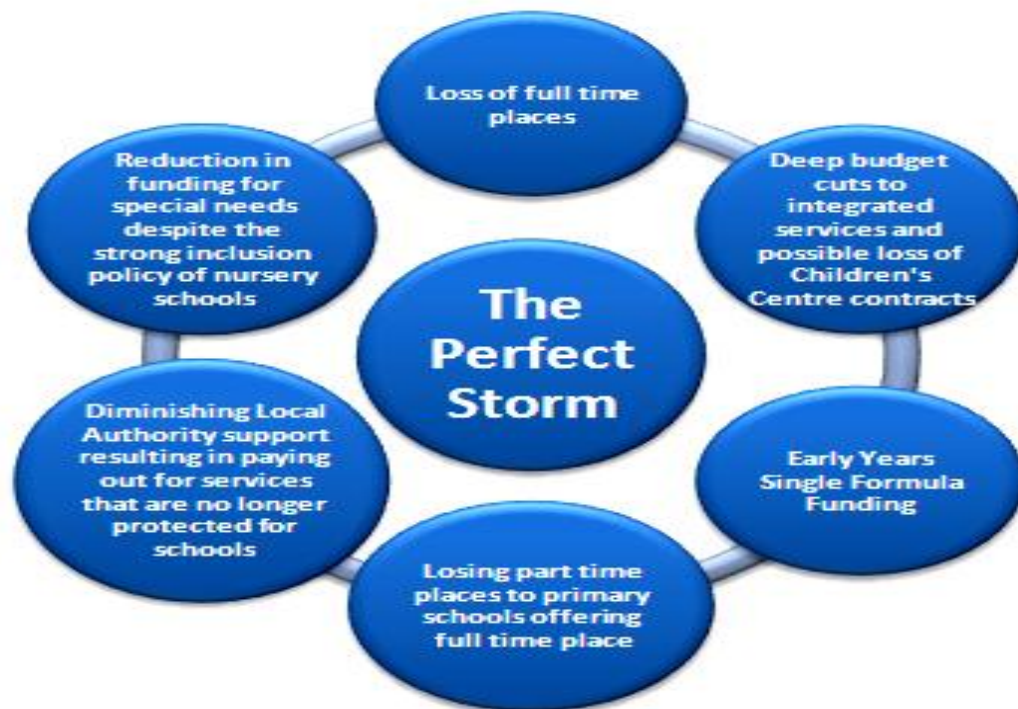 Loss of full time
places
Deep budget
cuts to
integrated
services and
possible loss of
Children's
Centre contracts
Early Years
Single Formula
Funding
Losing part time
places to primary
schools offering
full time place
Diminishing Local
Authority support
resulting in paying
out for services
that are no longer
protected for
schools
Reduction in
funding for
special needs
despite the
strong inclusion
policy of nursery
schools
The
Perfect
Storm